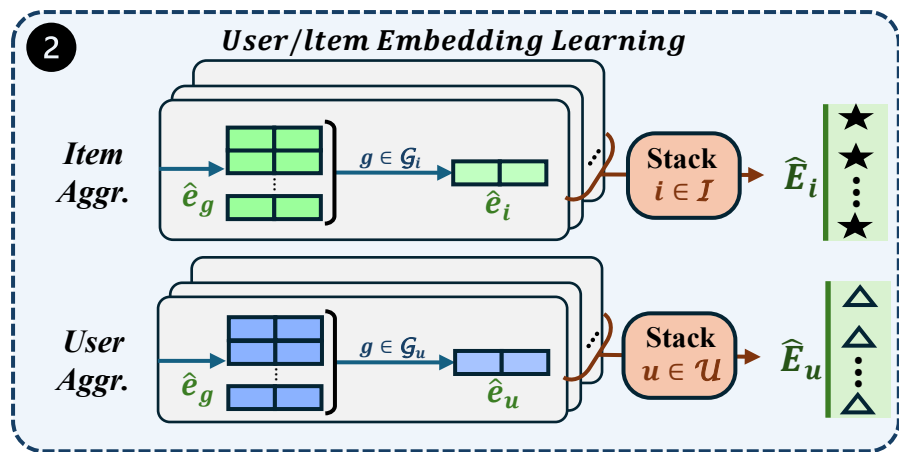 2
User/Item Embedding Learning
Item
Aggr.
ê_g
⋮
g ∈ 𝒢_i
ê_i
Stack
i ∈ ℐ
Ê_i
User
Aggr.
ê_g
⋮
g ∈ 𝒢_u
ê_u
Stack
u ∈ 𝒰
Ê_u